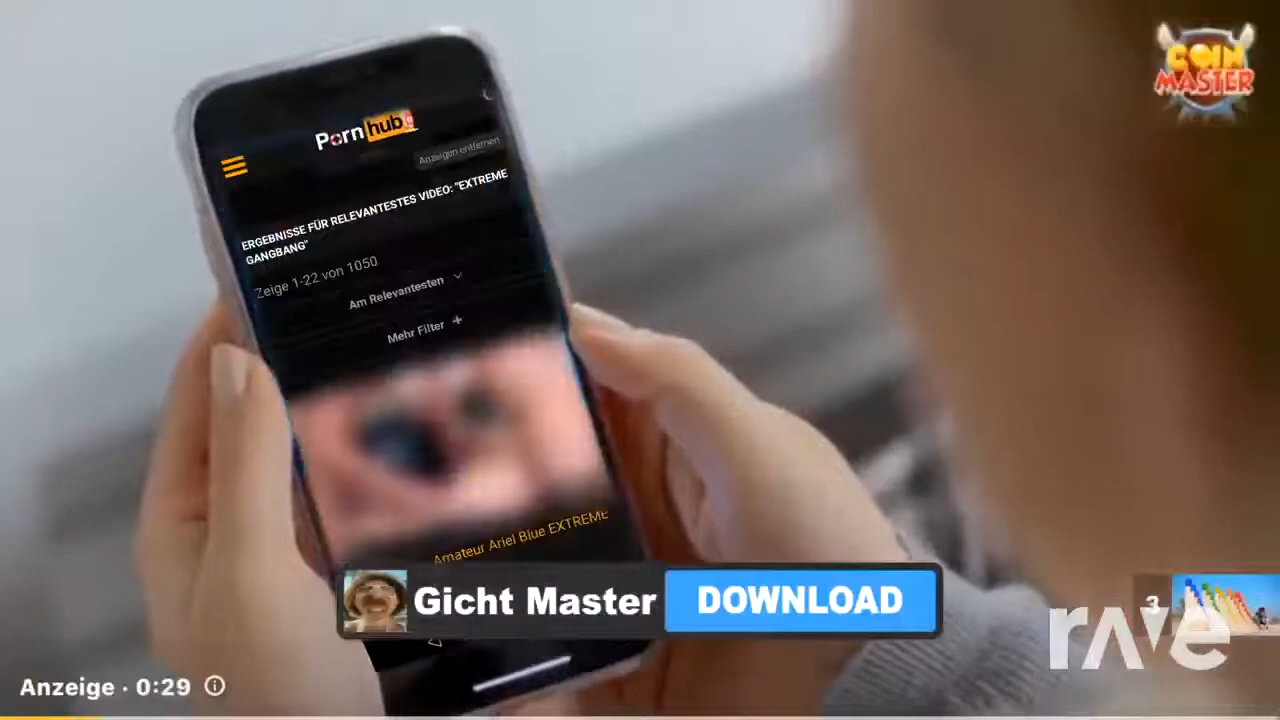 COIN
MASTER
Pornhub
Anzeigen entfernen
ERGEBNISSE FÜR RELEVANTESTES VIDEO: "EXTREME
GANGBANG"
Zeige 1-22 von 1050
Am Relevantesten
Mehr Filter +
Amateur Ariel Blue EXTREME
Gicht Master DOWNLOAD
3
rave
Anzeige · 0:29